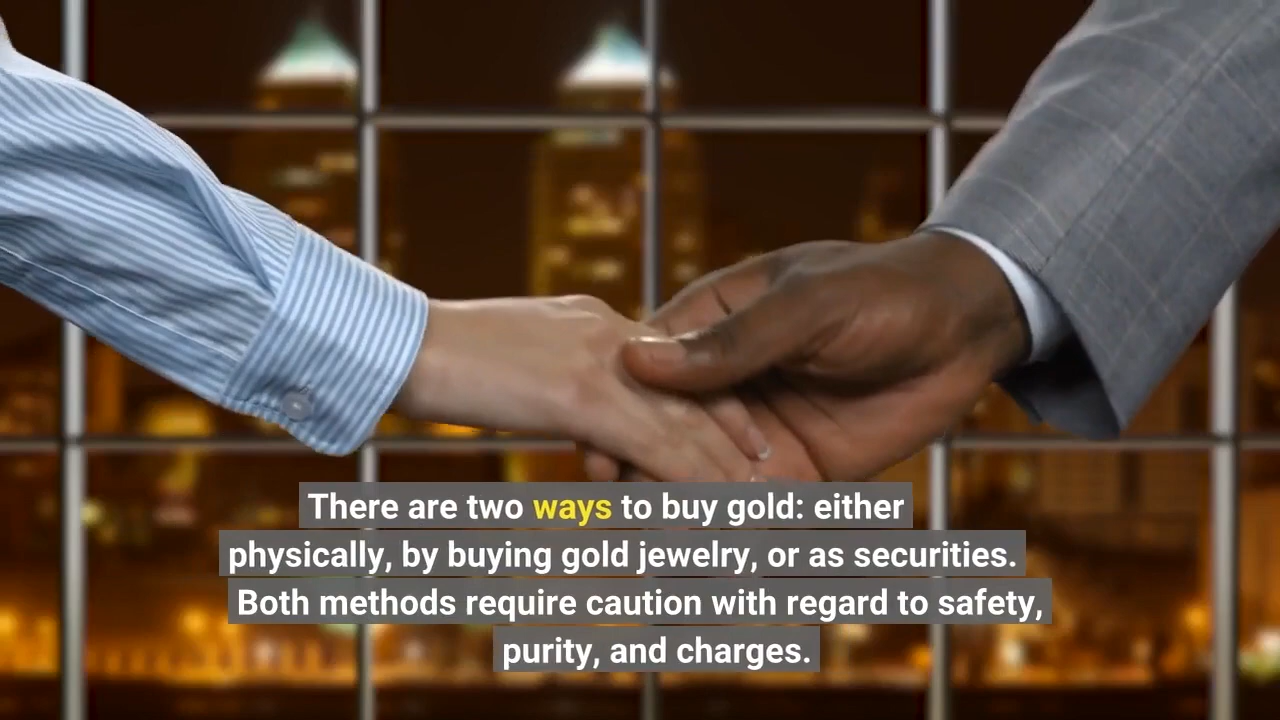 There are two ways to buy gold: either
physically, by buying gold jewelry, or as securities.
Both methods require caution with regard to safety,
purity, and charges.